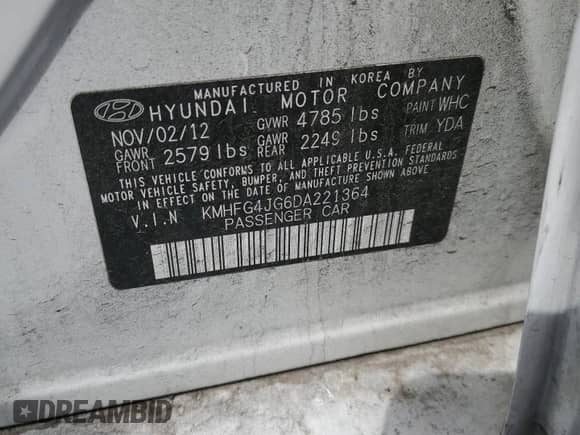 MANUFACTURED IN KOREA BY
HYUNDAI MOTOR COMPANY
NOV/02/12 GVWR 4785 lbs PAINT WHC
GAWR FRONT 2579 lbs GAWR REAR 2249 lbs TRIM YDA
THIS VEHICLE CONFORMS TO ALL APPLICABLE U.S.A. FEDERAL
MOTOR VEHICLE SAFETY, BUMPER, AND THEFT PREVENTION STANDARDS
IN EFFECT ON THE DATE OF MANUFACTURE SHOWN ABOVE.
V.I.N KMHFG4JG6DA221364
PASSENGER CAR
DREAMBID